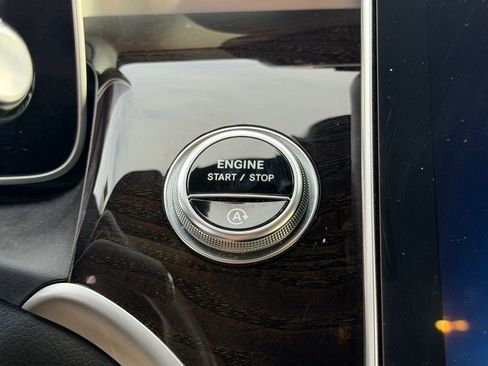 ENGINE
START / STOP
A